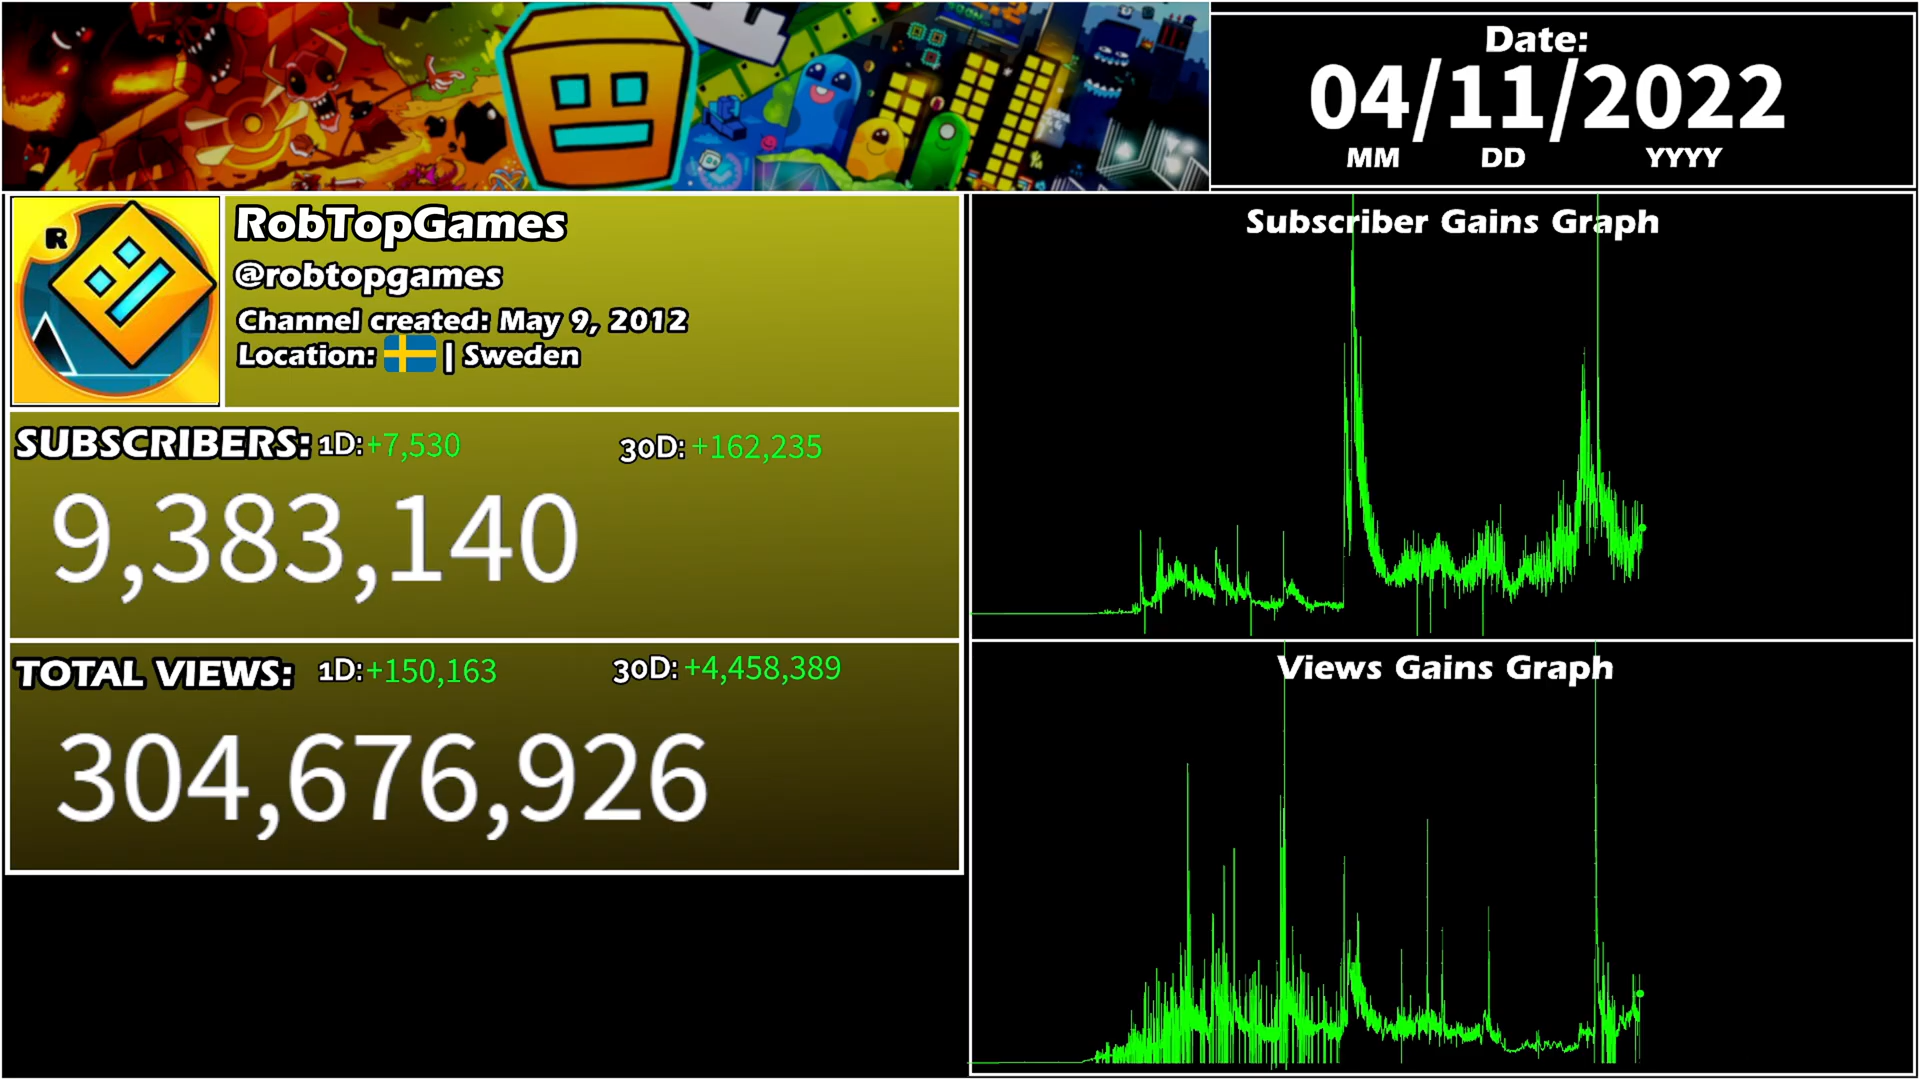 Date:
04/11/2022
MM DD YYYY
R
RobTopGames
@robtopgames
Channel created: May 9, 2012
Location: | Sweden
SUBSCRIBERS: 1D: +7,530 30D: +162,235
9,383,140
TOTAL VIEWS: 1D: +150,163 30D: +4,458,389
304,676,926
Subscriber Gains Graph
Views Gains Graph